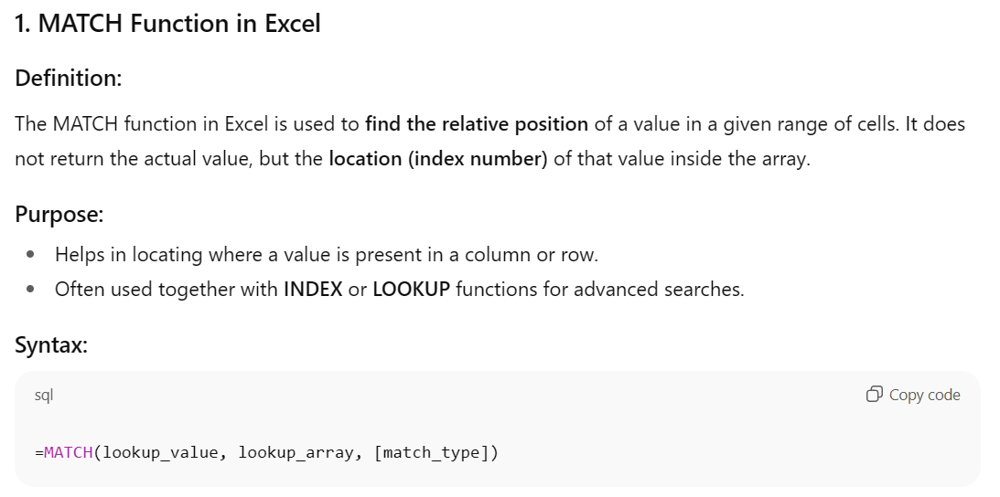 1. MATCH Function in Excel
Definition:
The MATCH function in Excel is used to find the relative position of a value in a given range of cells. It does
not return the actual value, but the location (index number) of that value inside the array.
Purpose:
• Helps in locating where a value is present in a column or row.
• Often used together with INDEX or LOOKUP functions for advanced searches.
Syntax:
sql Copy code
=MATCH(lookup_value, lookup_array, [match_type])